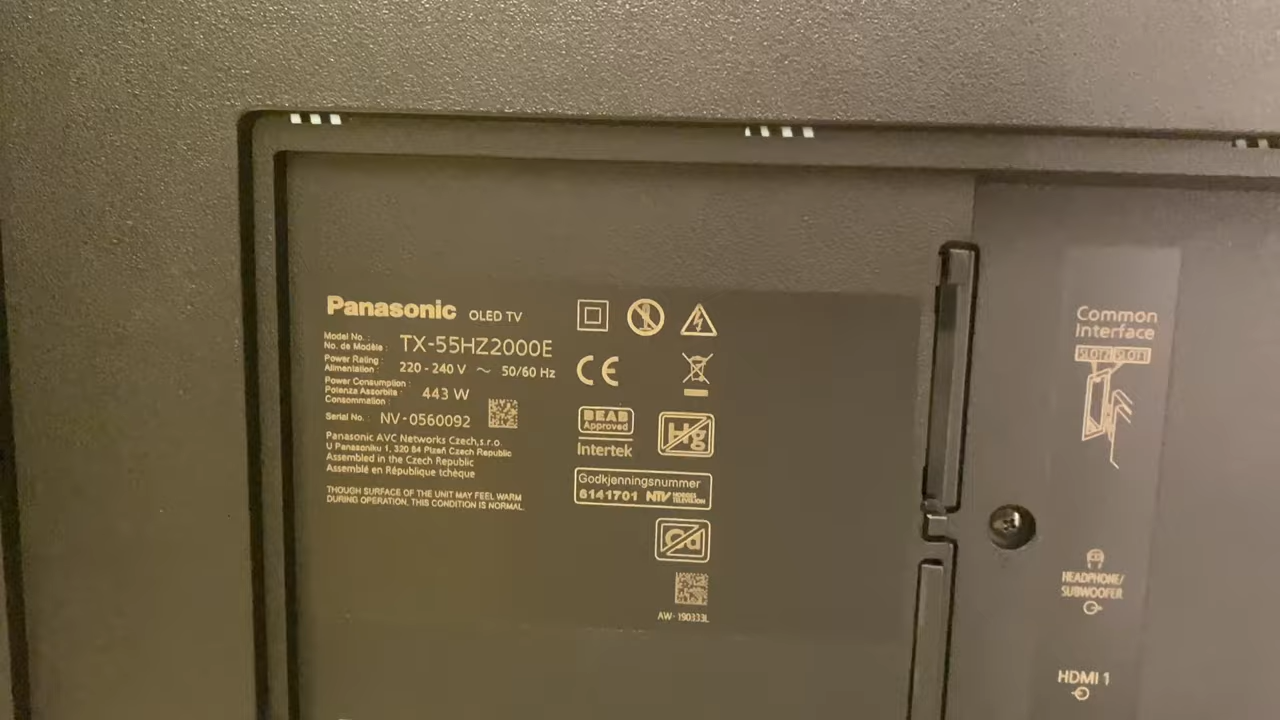 Panasonic OLED TV
Model No. :
No. de Modèle :
TX-55HZ2000E
Power Rating :
Alimentation :
220 - 240 V ~ 50/60 Hz
Power Consumption :
Potenza Assorbita :
Consommation :
443 W
Serial No. : NV-0560092
Panasonic AVC Networks Czech,s.r.o.
U Panasoniku 1, 320 84 Plzeň Czech Republic
Assembled in the Czech Republic
Assemblé en République tchèque
THOUGH SURFACE OF THE UNIT MAY FEEL WARM
DURING OPERATION, THIS CONDITION IS NORMAL.
CE
BEAB
Approved
Intertek
Hg
Godkjenningsnummer
6141701 NTV NORGES
TELEVISION
Cd
AW-190333L
Common
Interface
SLOT2 SLOT1
HEADPHONE/
SUBWOOFER
HDMI 1